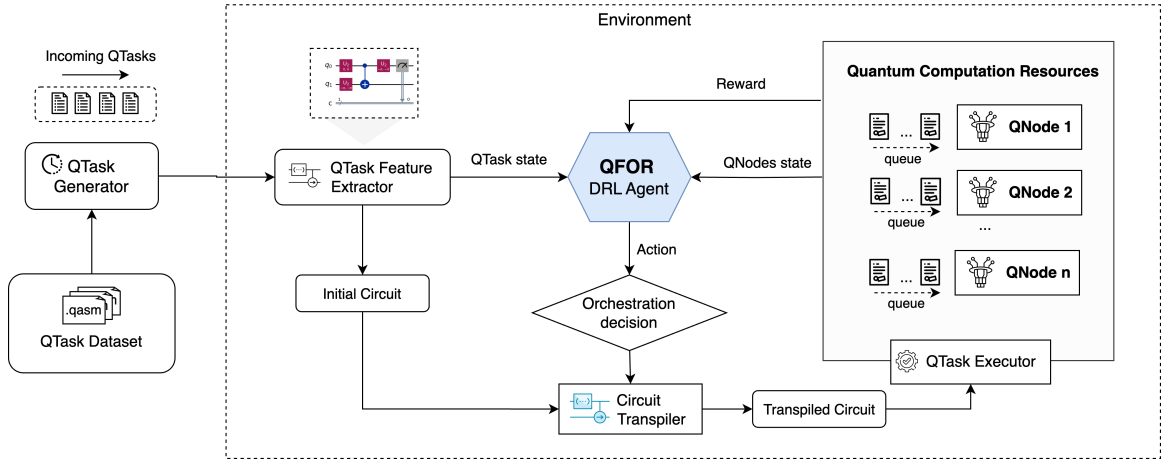 Environment
Incoming QTasks
QTask
Generator
.qasm
QTask Dataset
q₀
q₁
c
QTask Feature
Extractor
QTask state
Initial Circuit
Reward
QFOR
DRL Agent
QNodes state
Action
Orchestration
decision
Circuit
Transpiler
Transpiled Circuit
QTask Executor
Quantum Computation Resources
...
queue
QNode 1
...
queue
QNode 2
...
...
queue
QNode n